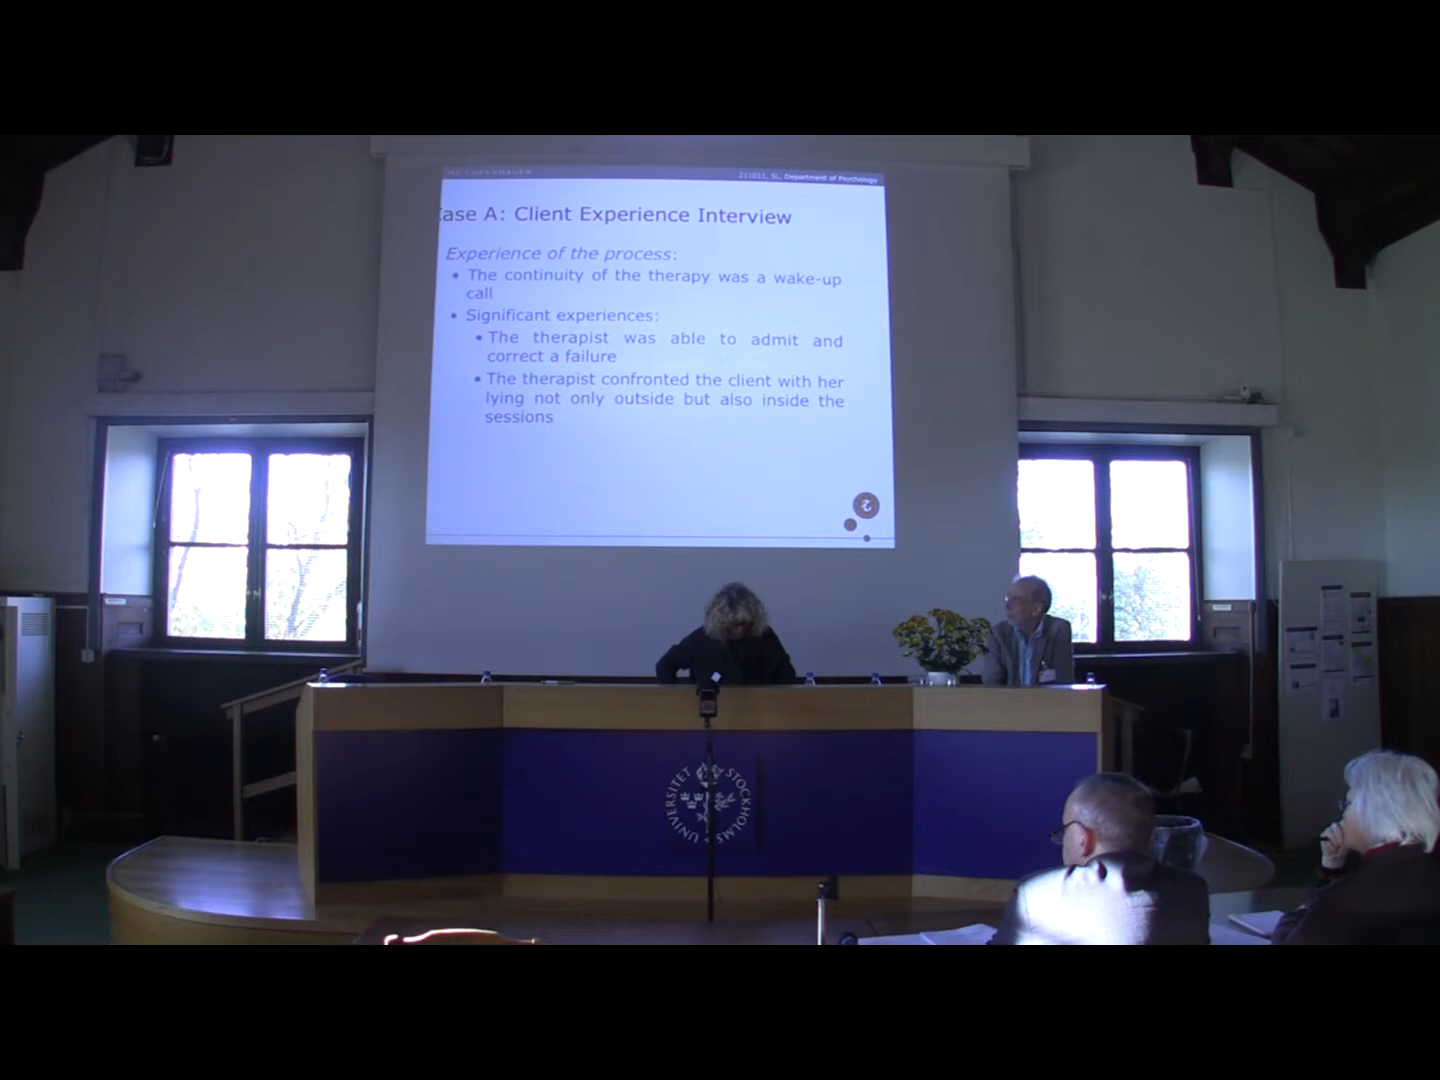 OF COPENHAGEN
211011, SL, Department of Psychology
ase A: Client Experience Interview
Experience of the process:
• The continuity of the therapy was a wake-up
call
• Significant experiences:
• The therapist was able to admit and
correct a failure
• The therapist confronted the client with her
lying not only outside but also inside the
sessions
STOCKHOLMS UNIVERSITET